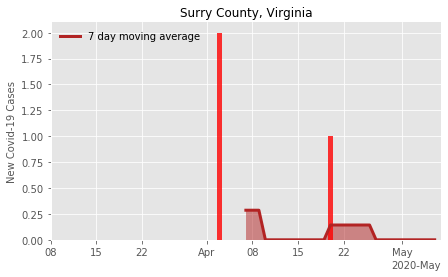 Surry County, Virginia
7 day moving average
New Covid-19 Cases
2.00
1.75
1.50
1.25
1.00
0.75
0.50
0.25
0.00
08 15 22 Apr 08 15 22 May
2020-May